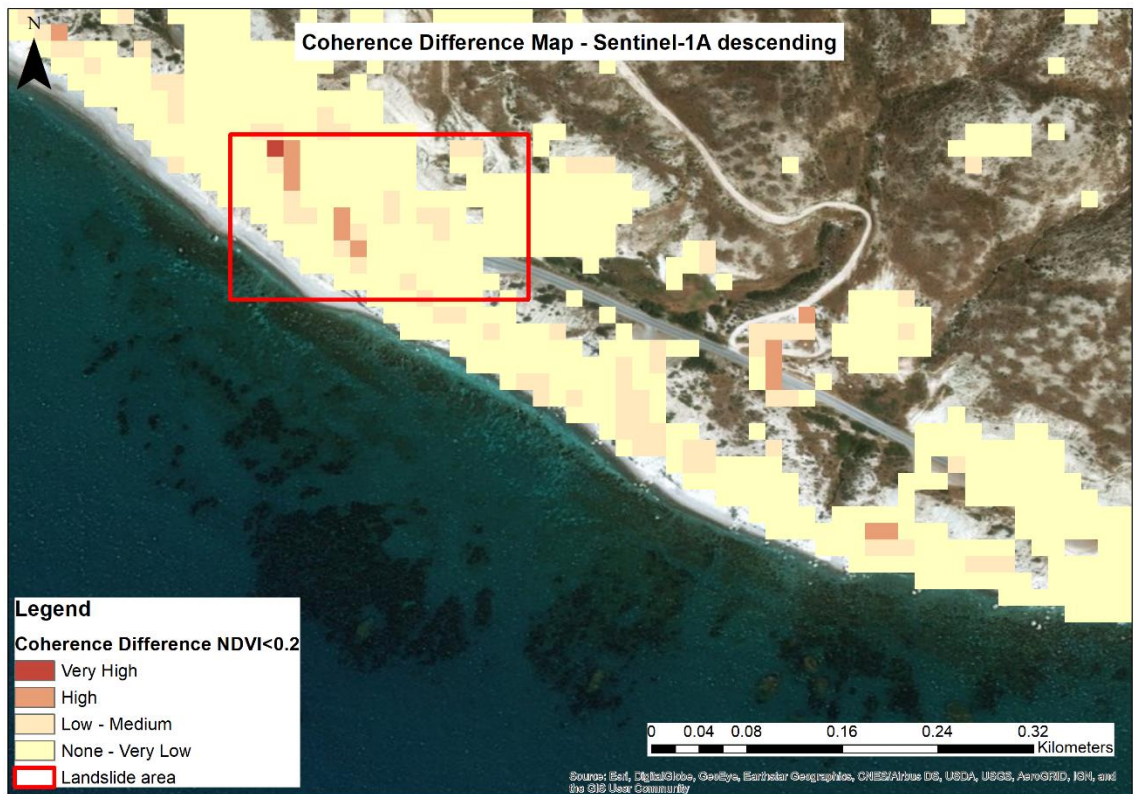 N
Coherence Difference Map - Sentinel-1A descending
Legend
Coherence Difference NDVI<0.2
Very High
High
Low - Medium
None - Very Low
Landslide area
0 0.04 0.08 0.16 0.24 0.32
Kilometers
Source: Esri, DigitalGlobe, GeoEye, Earthstar Geographics, CNES/Airbus DS, USDA, USGS, AeroGRID, IGN, and
the GIS User Community